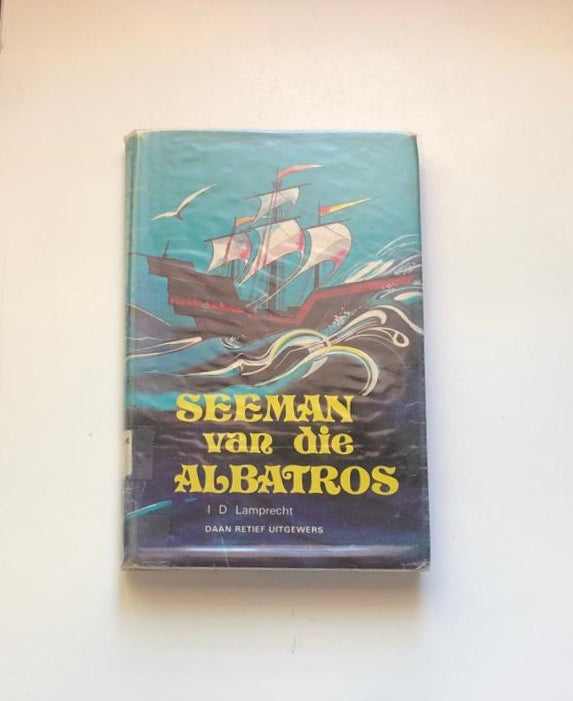 SEEMAN
van die
ALBATROS
I D Lamprecht
DAAN RETIEF UITGEWERS